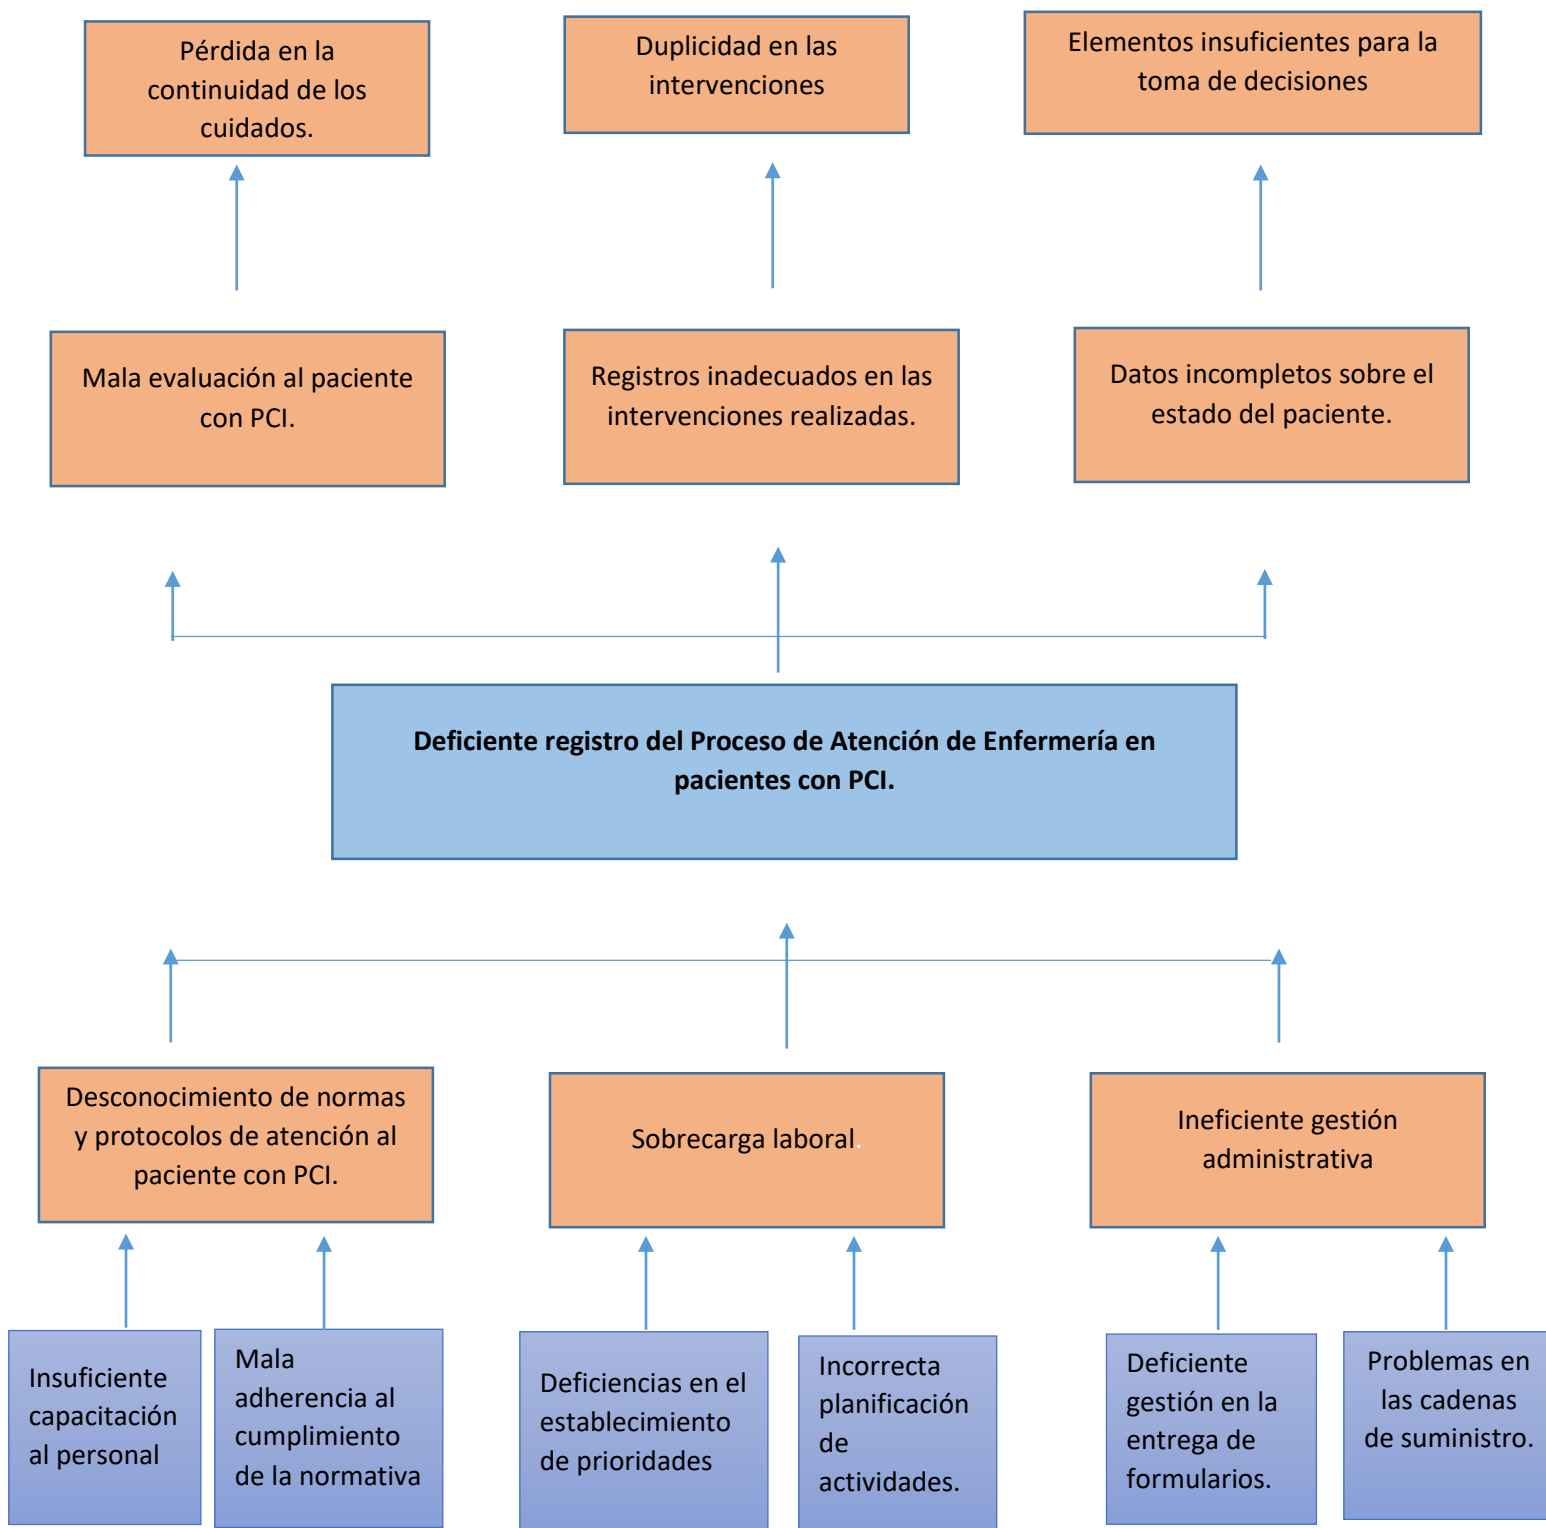 Pérdida en la
continuidad de los
cuidados.
Duplicidad en las
intervenciones
Elementos insuficientes para la
toma de decisiones
Mala evaluación al paciente
con PCI.
Registros inadecuados en las
intervenciones realizadas.
Datos incompletos sobre el
estado del paciente.
Deficiente registro del Proceso de Atención de Enfermería en
pacientes con PCI.
Desconocimiento de normas
y protocolos de atención al
paciente con PCI.
Sobrecarga laboral.
Ineficiente gestión
administrativa
Insuficiente
capacitación
al personal
Mala
adherencia al
cumplimiento
de la normativa
Deficiencias en el
establecimiento
de prioridades
Incorrecta
planificación
de
actividades.
Deficiente
gestión en la
entrega de
formularios.
Problemas en
las cadenas
de suministro.